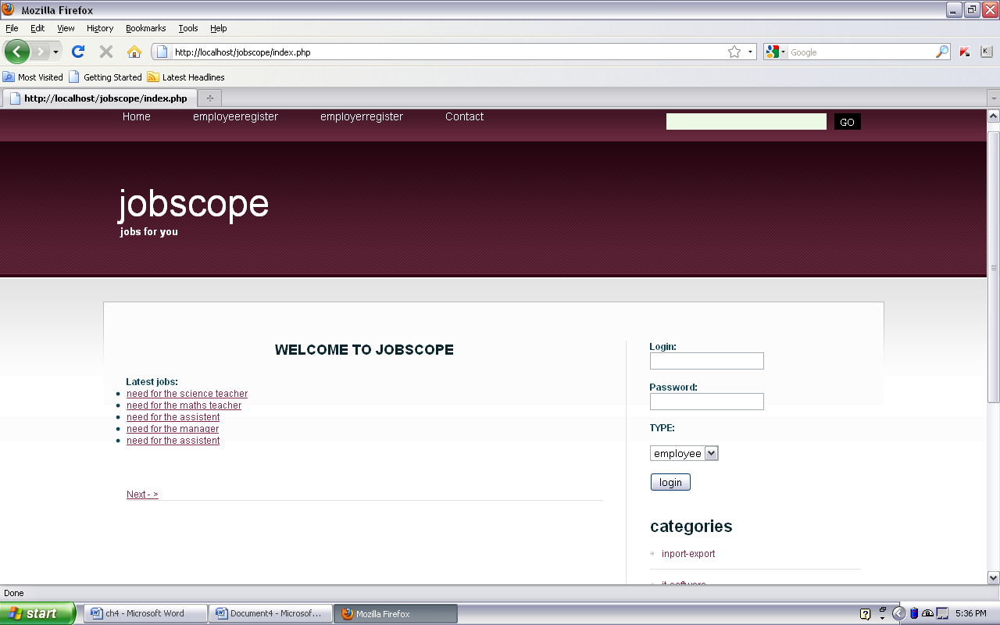 Mozilla Firefox
File Edit View History Bookmarks Tools Help
http://localhost/jobscope/index.php
Google
K
Most Visited Getting Started Latest Headlines
http://localhost/jobscope/index.php
Home employeeregister employerregister Contact GO
jobscope
jobs for you
WELCOME TO JOBSCOPE
Latest jobs:
need for the science teacher
need for the maths teacher
need for the assistent
need for the manager
need for the assistent
Next - >
Login:
Password:
TYPE:
employee
login
categories
inport-export
it-software
Done
start ch4 - Microsoft Word Document4 - Microsof... Mozilla Firefox 5:36 PM